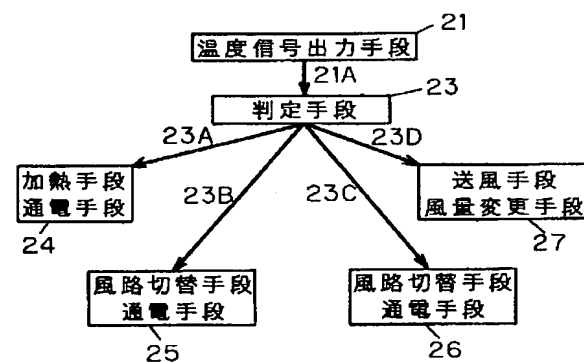 21
温度信号出力手段
21A
23
判定手段
23A
23D
23B
23C
加熱手段
通電手段
24
送風手段
風量変更手段
27
風路切替手段
通電手段
25
風路切替手段
通電手段
26